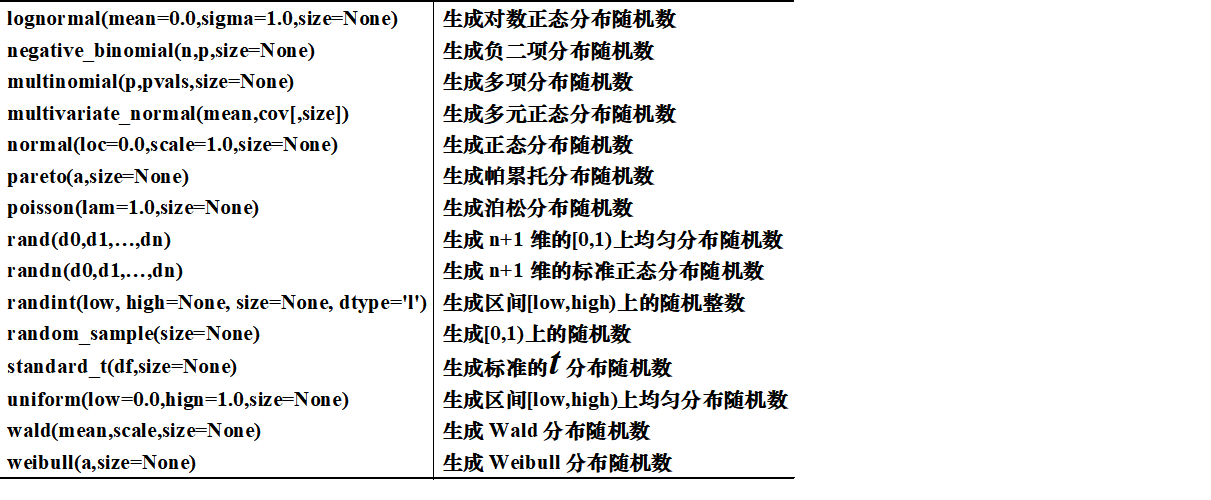 lognormal(mean=0.0,sigma=1.0,size=None) 生成对数正态分布随机数
negative_binomial(n,p,size=None) 生成负二项分布随机数
multinomial(p,pvals,size=None) 生成多项分布随机数
multivariate_normal(mean,cov[,size]) 生成多元正态分布随机数
normal(loc=0.0,scale=1.0,size=None) 生成正态分布随机数
pareto(a,size=None) 生成帕累托分布随机数
poisson(lam=1.0,size=None) 生成泊松分布随机数
rand(d0,d1,…,dn) 生成 n+1 维的[0,1)上均匀分布随机数
randn(d0,d1,…,dn) 生成 n+1 维的标准正态分布随机数
randint(low, high=None, size=None, dtype='l') 生成区间[low,high)上的随机整数
random_sample(size=None) 生成[0,1)上的随机数
standard_t(df,size=None) 生成标准的t 分布随机数
uniform(low=0.0,hign=1.0,size=None) 生成区间[low,high)上均匀分布随机数
wald(mean,scale,size=None) 生成 Wald 分布随机数
weibull(a,size=None) 生成 Weibull 分布随机数